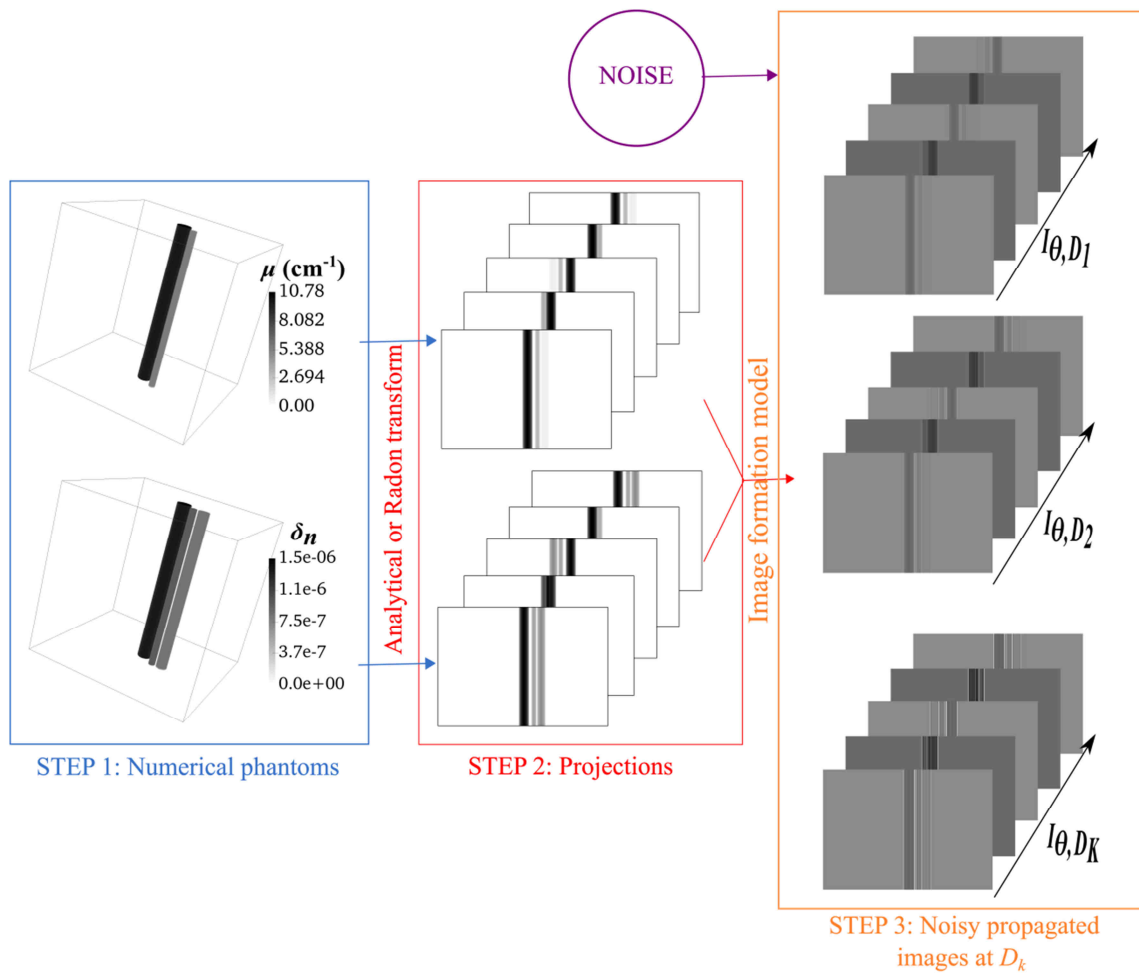 NOISE
μ (cm⁻¹)
10.78
8.082
5.388
2.694
0.00
δn
1.5e-06
1.1e-6
7.5e-7
3.7e-7
0.0e+00
STEP 1: Numerical phantoms
Analytical or Radon transform
STEP 2: Projections
Image formation model
Iθ,D1
Iθ,D2
Iθ,DK
STEP 3: Noisy propagated
images at Dk